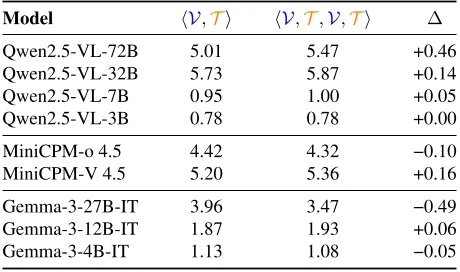 Model ⟨𝒱, 𝒯⟩ ⟨𝒱, 𝒯, 𝒱, 𝒯⟩ Δ
Qwen2.5-VL-72B 5.01 5.47 +0.46
Qwen2.5-VL-32B 5.73 5.87 +0.14
Qwen2.5-VL-7B 0.95 1.00 +0.05
Qwen2.5-VL-3B 0.78 0.78 +0.00
MiniCPM-o 4.5 4.42 4.32 −0.10
MiniCPM-V 4.5 5.20 5.36 +0.16
Gemma-3-27B-IT 3.96 3.47 −0.49
Gemma-3-12B-IT 1.87 1.93 +0.06
Gemma-3-4B-IT 1.13 1.08 −0.05